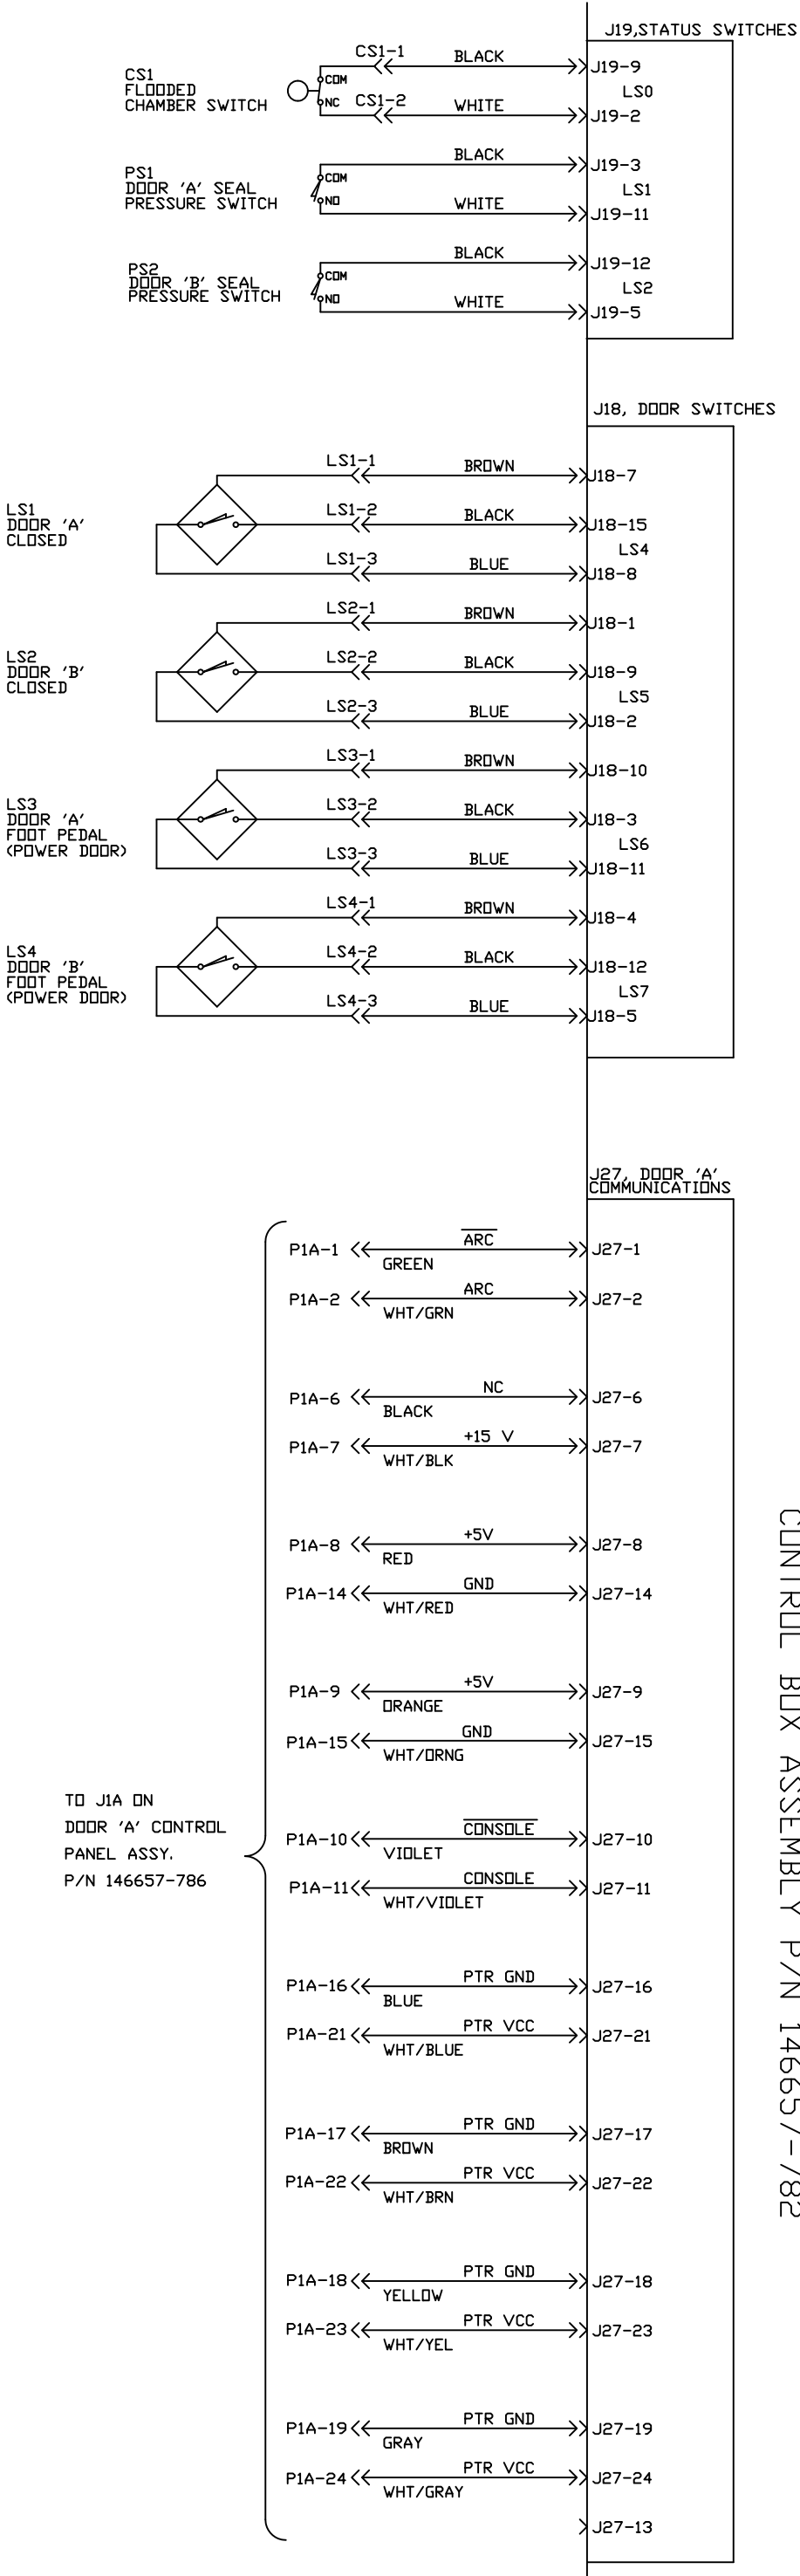 J19,STATUS SWITCHES
CS1
FLOODED
CHAMBER SWITCH
COM
NC
CS1-1
BLACK
J19-9
LS0
CS1-2
WHITE
J19-2
PS1
DOOR 'A' SEAL
PRESSURE SWITCH
COM
NO
BLACK
J19-3
LS1
WHITE
J19-11
PS2
DOOR 'B' SEAL
PRESSURE SWITCH
COM
NO
BLACK
J19-12
LS2
WHITE
J19-5
J18, DOOR SWITCHES
LS1
DOOR 'A'
CLOSED
LS1-1 BROWN J18-7
LS1-2 BLACK J18-15
LS4
LS1-3 BLUE J18-8
LS2
DOOR 'B'
CLOSED
LS2-1 BROWN J18-1
LS2-2 BLACK J18-9
LS5
LS2-3 BLUE J18-2
LS3
DOOR 'A'
FOOT PEDAL
(POWER DOOR)
LS3-1 BROWN J18-10
LS3-2 BLACK J18-3
LS6
LS3-3 BLUE J18-11
LS4
DOOR 'B'
FOOT PEDAL
(POWER DOOR)
LS4-1 BROWN J18-4
LS4-2 BLACK J18-12
LS7
LS4-3 BLUE J18-5
J27, DOOR 'A'
COMMUNICATIONS
TO J1A ON
DOOR 'A' CONTROL
PANEL ASSY.
P/N 146657-786
P1A-1 ARC J27-1
GREEN
P1A-2 ARC J27-2
WHT/GRN
P1A-6 NC J27-6
BLACK
P1A-7 +15 V J27-7
WHT/BLK
P1A-8 +5V J27-8
RED
P1A-14 GND J27-14
WHT/RED
P1A-9 +5V J27-9
ORANGE
P1A-15 GND J27-15
WHT/ORNG
P1A-10 CONSOLE J27-10
VIOLET
P1A-11 CONSOLE J27-11
WHT/VIOLET
P1A-16 PTR GND J27-16
BLUE
P1A-21 PTR VCC J27-21
WHT/BLUE
P1A-17 PTR GND J27-17
BROWN
P1A-22 PTR VCC J27-22
WHT/BRN
P1A-18 PTR GND J27-18
YELLOW
P1A-23 PTR VCC J27-23
WHT/YEL
P1A-19 PTR GND J27-19
GRAY
P1A-24 PTR VCC J27-24
WHT/GRAY
J27-13
CONTROL BOX ASSEMBLY P/N 146657-782